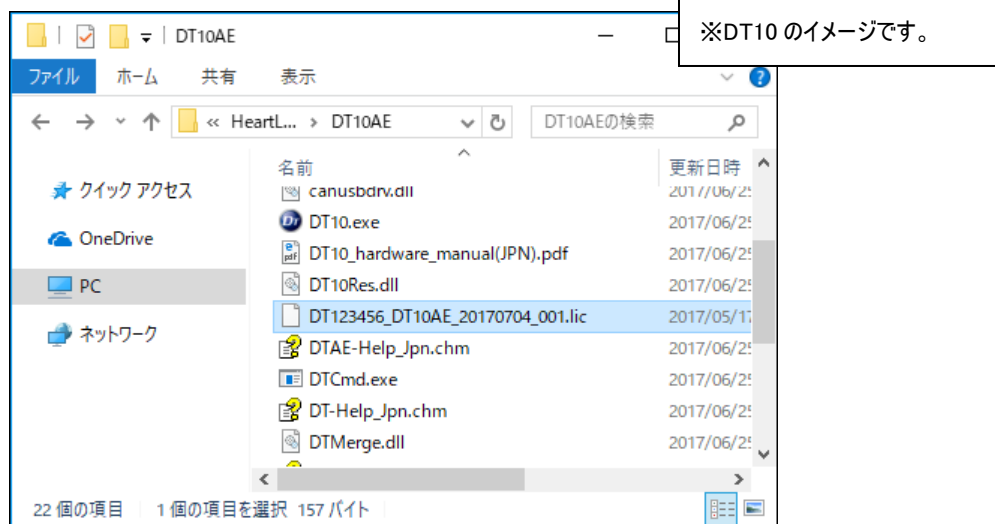 DT10AE
※DT10 のイメージです。
ファイル ホーム 共有 表示
« HeartL... › DT10AE DT10AEの検索
名前 更新日時
クイック アクセス
OneDrive
PC
ネットワーク
canusbdrv.dll 2017/06/25
DT10.exe 2017/06/25
DT10_hardware_manual(JPN).pdf 2017/06/25
DT10Res.dll 2017/06/25
DT123456_DT10AE_20170704_001.lic 2017/05/17
DTAE-Help_Jpn.chm 2017/06/25
DTCmd.exe 2017/06/25
DT-Help_Jpn.chm 2017/06/25
DTMerge.dll 2017/06/25
22 個の項目 1 個の項目を選択 157 バイト